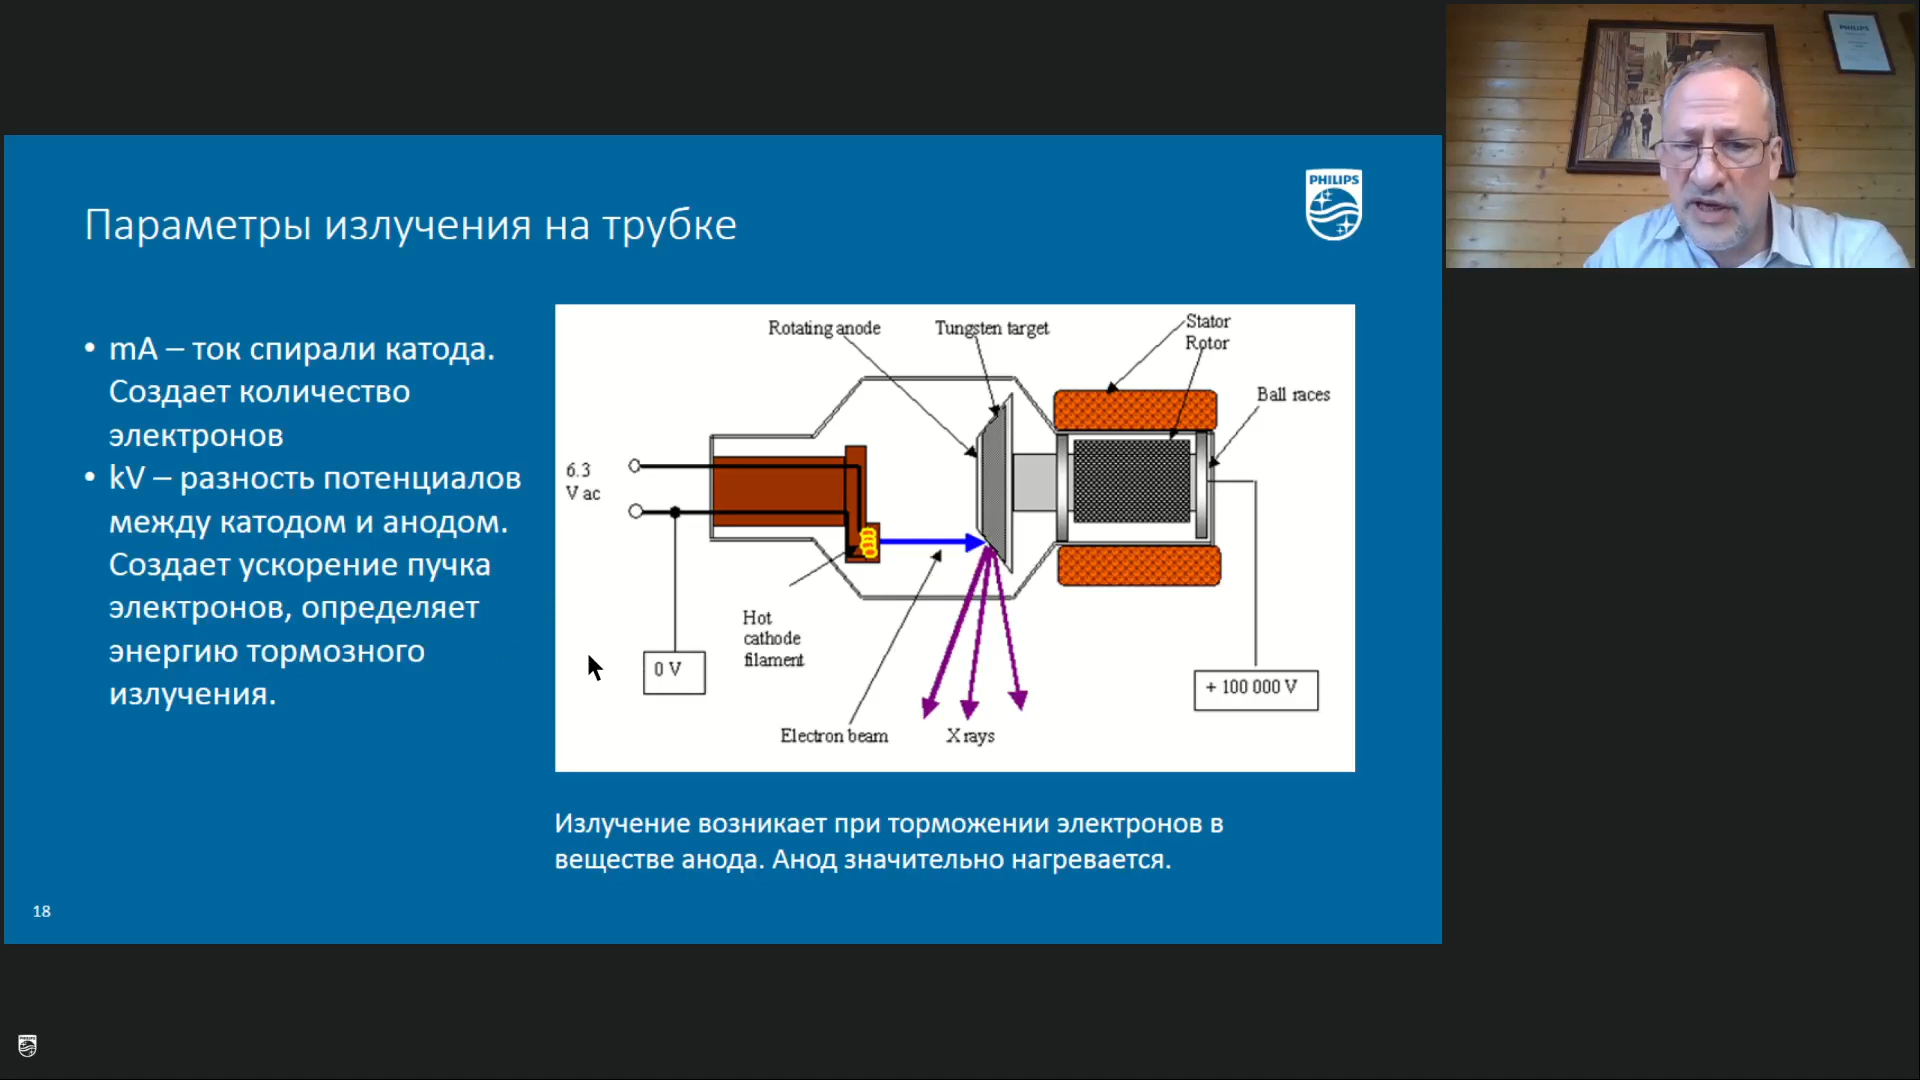 PHILIPS
PHILIPS
Параметры излучения на трубке
• mA – ток спирали катода.
Создает количество
электронов
• kV – разность потенциалов
между катодом и анодом.
Создает ускорение пучка
электронов, определяет
энергию тормозного
излучения.
Rotating anode
Tungsten target
Stator
Rotor
Ball races
6.3
V ac
Hot
cathode
filament
0 V
+ 100 000 V
Electron beam
X rays
Излучение возникает при торможении электронов в
веществе анода. Анод значительно нагревается.
18